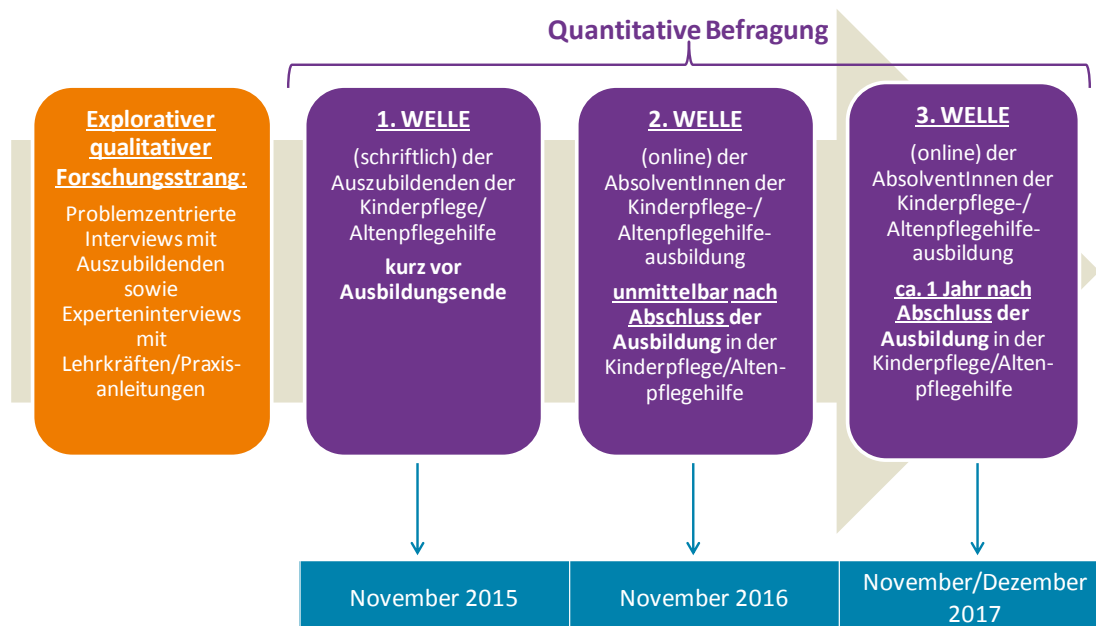 Quantitative Befragung
Explorativer
qualitativer
Forschungsstrang:
Problemzentrierte
Interviews mit
Auszubildenden
sowie
Experteninterviews
mit
Lehrkräften/Praxis-
anleitungen
1. WELLE
(schriftlich) der
Auszubildenden der
Kinderpflege/
Altenpflegehilfe
kurz vor
Ausbildungsende
2. WELLE
(online) der
AbsolventInnen der
Kinderpflege-/
Altenpflegehilfe-
ausbildung
unmittelbar nach
Abschluss der
Ausbildung in der
Kinderpflege/Alten-
pflegehilfe
3. WELLE
(online) der
AbsolventInnen der
Kinderpflege-/
Altenpflegehilfe-
ausbildung
ca. 1 Jahr nach
Abschluss der
Ausbildung in der
Kinderpflege/Alten-
pflegehilfe
November 2015
November 2016
November/Dezember
2017